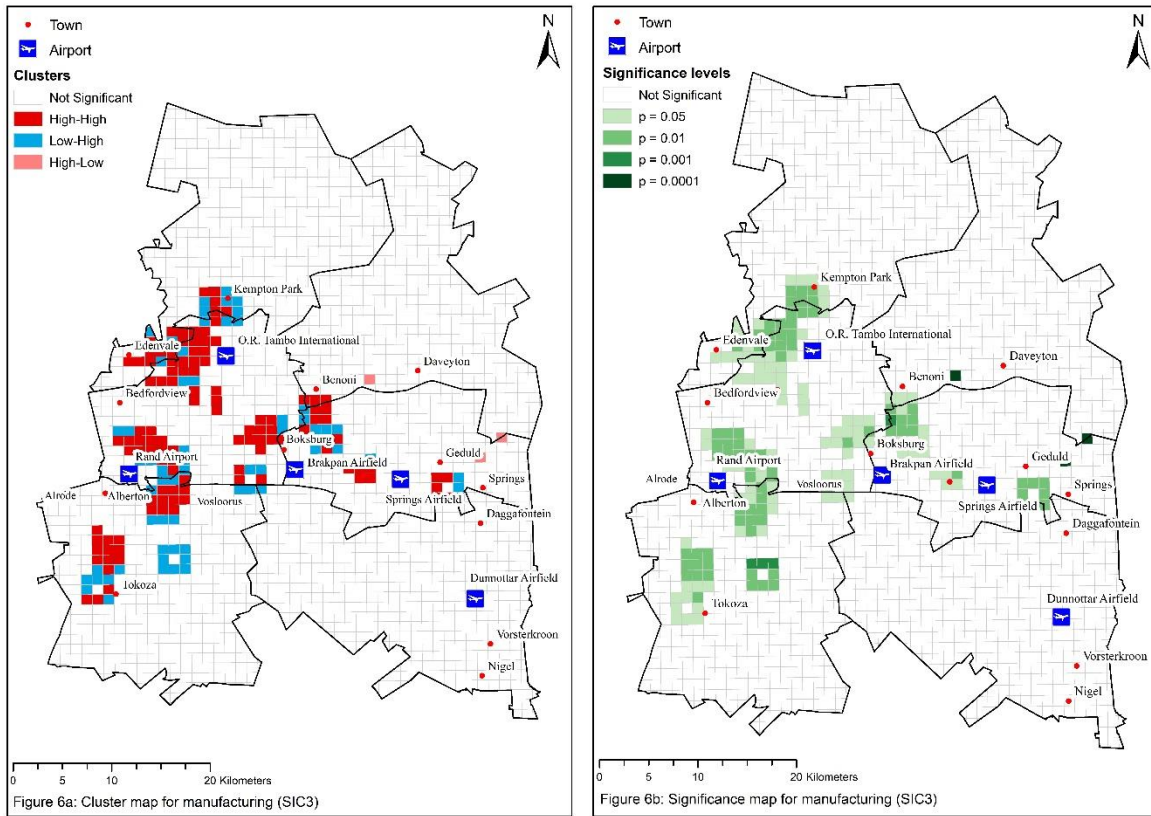 Town
Airport
Clusters
Not Significant
High-High
Low-High
High-Low
N
Kempton Park
O.R. Tambo International
Edenvale
Daveyton
Benoni
Bedfordview
Boksburg
Rand Airport
Brakpan Airfield
Geduld
Alrode
Alberton
Vosloorus
Springs Airfield
Springs
Daggafontein
Tokoza
Dunnottar Airfield
Vorsterkroon
Nigel
0 5 10 20 Kilometers
Figure 6a: Cluster map for manufacturing (SIC3)
Town
Airport
Significance levels
Not Significant
p = 0.05
p = 0.01
p = 0.001
p = 0.0001
N
Kempton Park
O.R. Tambo International
Edenvale
Daveyton
Benoni
Bedfordview
Boksburg
Rand Airport
Brakpan Airfield
Geduld
Alrode
Alberton
Vosloorus
Springs Airfield
Springs
Daggafontein
Tokoza
Dunnottar Airfield
Vorsterkroon
Nigel
0 5 10 20 Kilometers
Figure 6b: Significance map for manufacturing (SIC3)